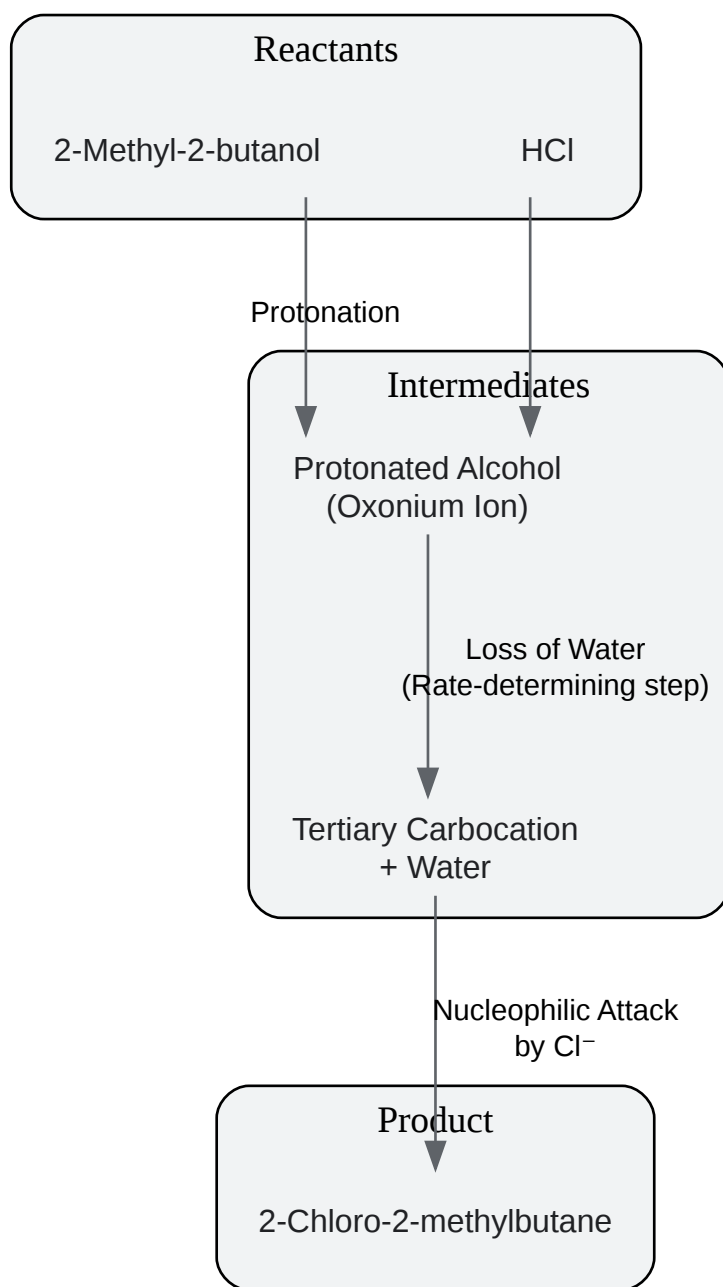 Reactants
2-Methyl-2-butanol
HCl
Protonation
Intermediates
Protonated Alcohol
(Oxonium Ion)
Loss of Water
(Rate-determining step)
Tertiary Carbocation
+ Water
Nucleophilic Attack
by Cl⁻
Product
2-Chloro-2-methylbutane